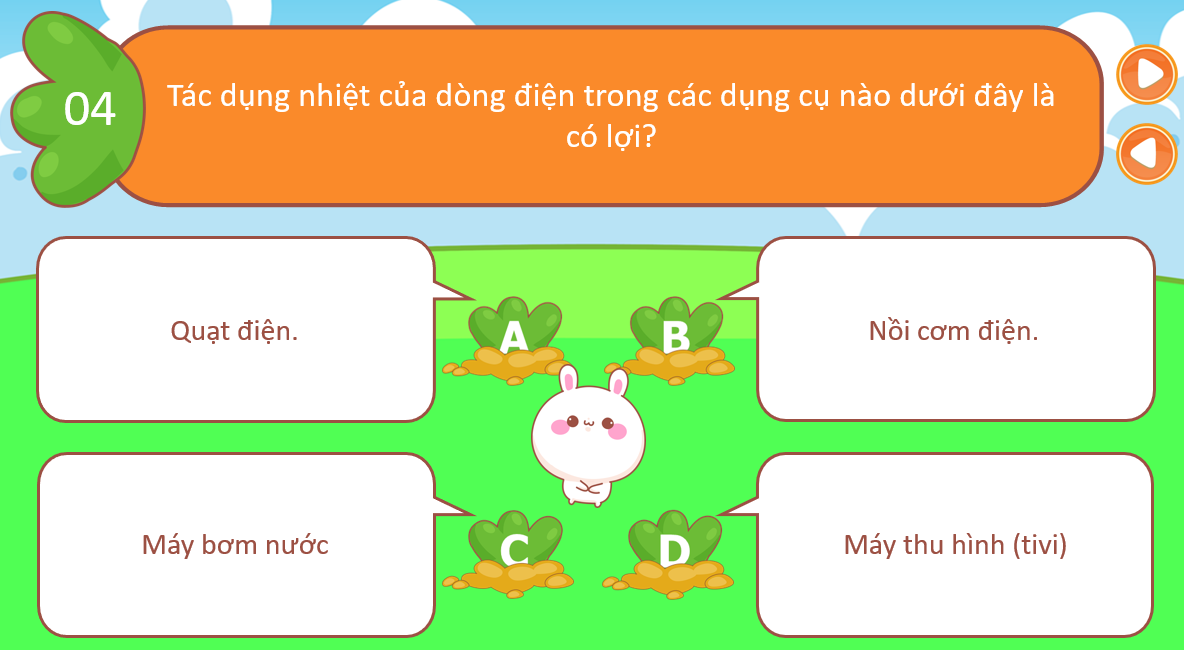 04
Tác dụng nhiệt của dòng điện trong các dụng cụ nào dưới đây là
có lợi?
Quạt điện.
A
B
Nồi cơm điện.
Máy bơm nước
C
D
Máy thu hình (tivi)